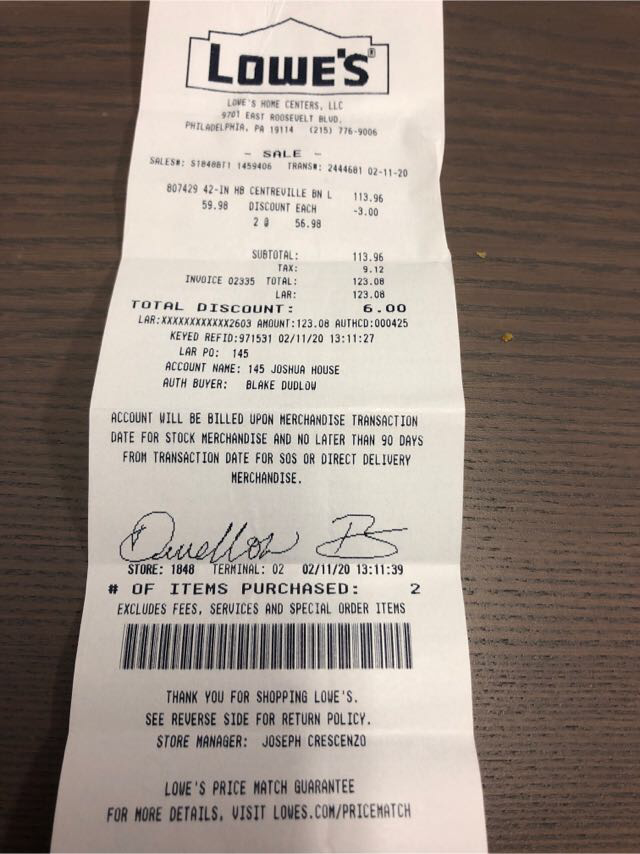 LOWE'S®
LOWE'S HOME CENTERS, LLC
9701 EAST ROOSEVELT BLVD.
PHILADELPHIA, PA 19114 (215) 776-9006
- SALE -
SALES#: S1848BT1 1459406 TRANS#: 2444681 02-11-20
807429 42-IN HB CENTREVILLE BN L 113.96
59.98 DISCOUNT EACH -3.00
2 @ 56.98
SUBTOTAL: 113.96
TAX: 9.12
INVOICE 02335 TOTAL: 123.08
LAR: 123.08
TOTAL DISCOUNT: 6.00
LAR:XXXXXXXXXXXX2603 AMOUNT:123.08 AUTHCD:000425
KEYED REFID:971531 02/11/20 13:11:27
LAR PO: 145
ACCOUNT NAME: 145 JOSHUA HOUSE
AUTH BUYER: BLAKE DUDLOW
ACCOUNT WILL BE BILLED UPON MERCHANDISE TRANSACTION
DATE FOR STOCK MERCHANDISE AND NO LATER THAN 90 DAYS
FROM TRANSACTION DATE FOR SOS OR DIRECT DELIVERY
MERCHANDISE.
STORE: 1848 TERMINAL: 02 02/11/20 13:11:39
# OF ITEMS PURCHASED: 2
EXCLUDES FEES, SERVICES AND SPECIAL ORDER ITEMS
THANK YOU FOR SHOPPING LOWE'S.
SEE REVERSE SIDE FOR RETURN POLICY.
STORE MANAGER: JOSEPH CRESCENZO
LOWE'S PRICE MATCH GUARANTEE
FOR MORE DETAILS, VISIT LOWES.COM/PRICEMATCH